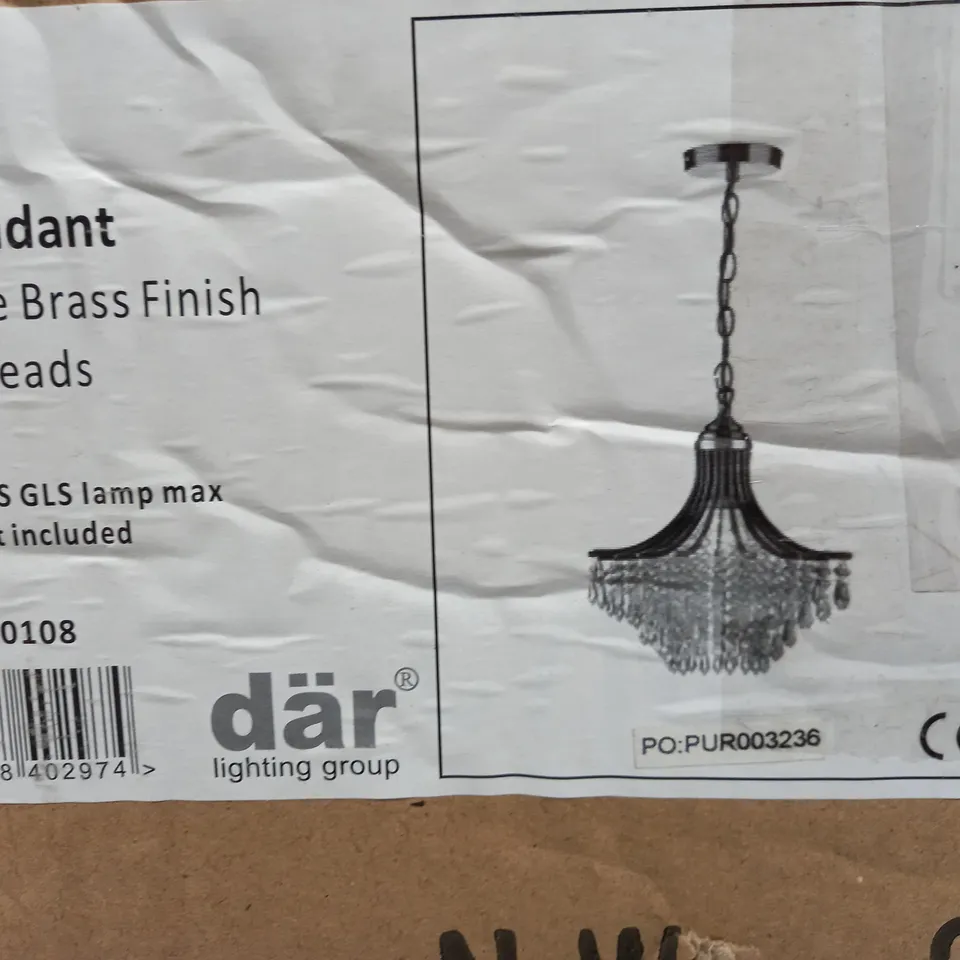 dant
e Brass Finish
eads
S GLS lamp max
t included
0108
8 402974 >
där®
lighting group
PO:PUR003236
CE
N.W